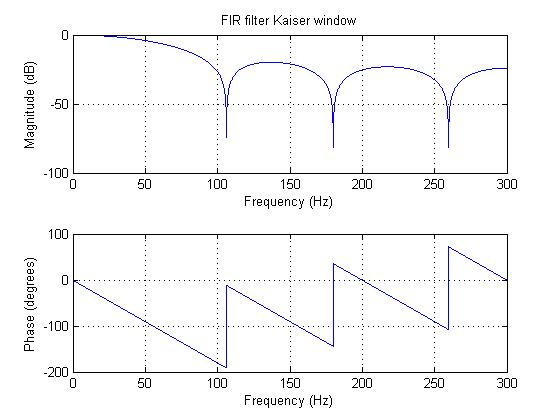 FIR filter Kaiser window
Magnitude (dB)
0
-50
-100
0 50 100 150 200 250 300
Frequency (Hz)
Phase (degrees)
100
0
-100
-200
0 50 100 150 200 250 300
Frequency (Hz)